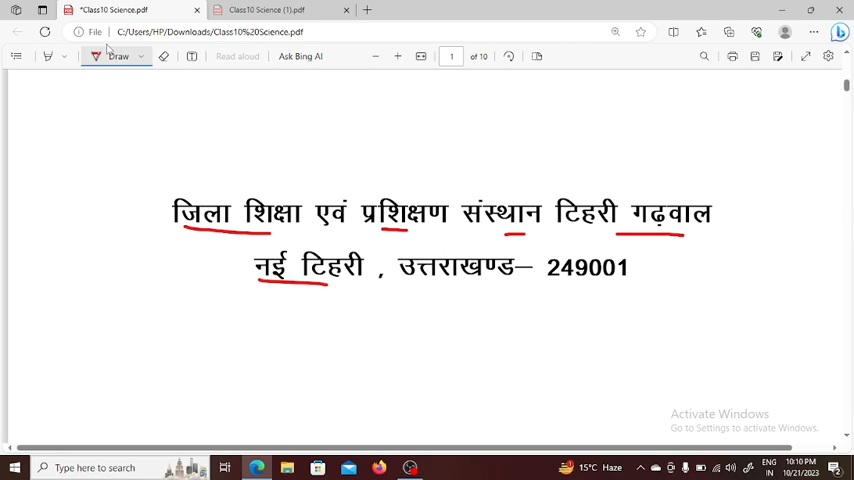 *Class10 Science.pdf
Class10 Science (1).pdf
File
C:/Users/HP/Downloads/Class10%20Science.pdf
Draw
Read aloud
Ask Bing AI
1
of 10
जिला शिक्षा एवं प्रशिक्षण संस्थान टिहरी गढ़वाल
नई टिहरी , उत्तराखण्ड– 249001
Activate Windows
Go to Settings to activate Windows.
Type here to search
15°C Haze
ENG
IN
10:10 PM
10/21/2023
2